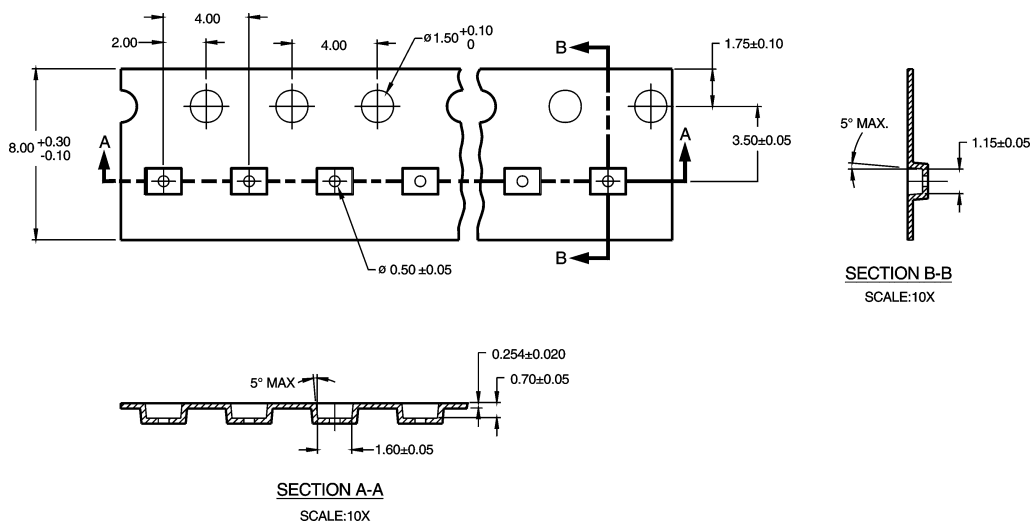 4.00
2.00
4.00
ø 1.50 +0.10
0
B
1.75±0.10
8.00 +0.30
-0.10
A
A
3.50±0.05
5° MAX.
1.15±0.05
B
ø 0.50 ±0.05
SECTION B-B
SCALE:10X
0.254±0.020
5° MAX
0.70±0.05
1.60±0.05
SECTION A-A
SCALE:10X